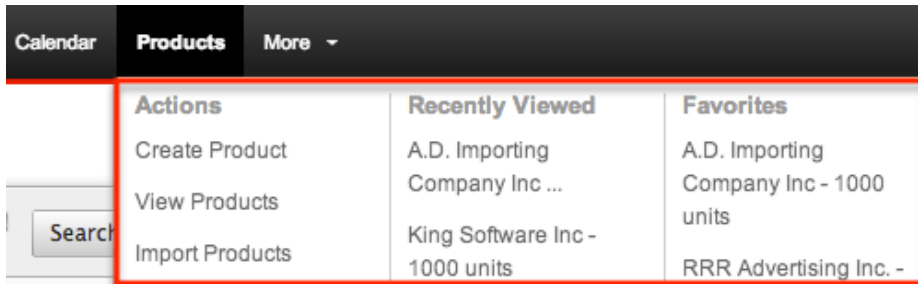 Calendar Products More
Actions
Create Product
View Products
Import Products
Recently Viewed
A.D. Importing
Company Inc ...
King Software Inc -
1000 units
Favorites
A.D. Importing
Company Inc - 1000
units
RRR Advertising Inc. -
Search